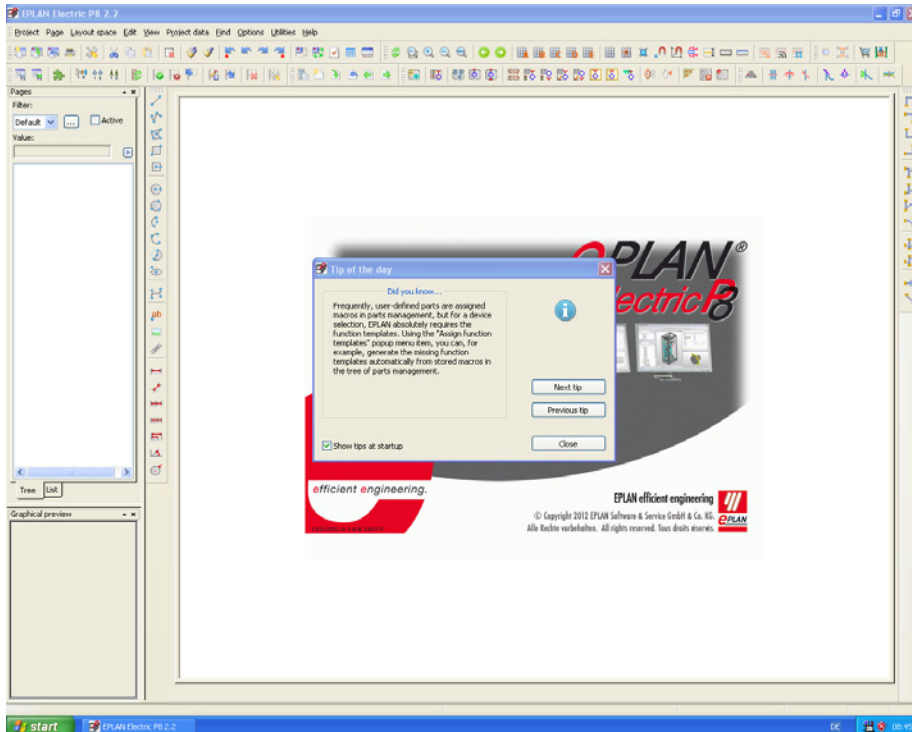 EPLAN Electric P8 2.2
Project Page Layout space Edit View Project data Find Options Utilities Help
Pages
Filter:
Default ... Active
Value:
Tree List
Graphical preview
ePLAN®
Electric P8
Tip of the day
Did you know...
Frequently, user-defined parts are assigned
macros in parts management, but for a device
selection, EPLAN absolutely requires the
function templates. Using the "Assign function
templates" popup menu item, you can, for
example, generate the missing function
templates automatically from stored macros in
the tree of parts management.
Next tip
Previous tip
Show tips at startup
Close
efficient engineering.
EPLAN efficient engineering
© Copyright 2012 EPLAN Software & Service GmbH & Co. KG.
Alle Rechte vorbehalten. All rights reserved. Tous droits réservés.
ePLAN
start
EPLAN Electric P8 2.2
DE
08:45